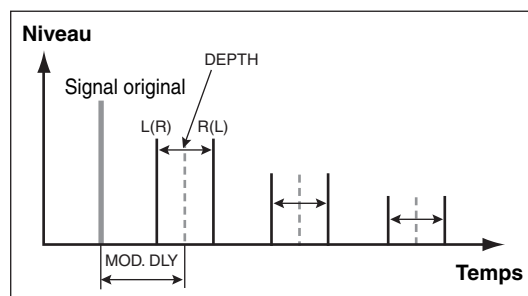 Niveau
DEPTH
Signal original
L(R) R(L)
MOD. DLY
Temps